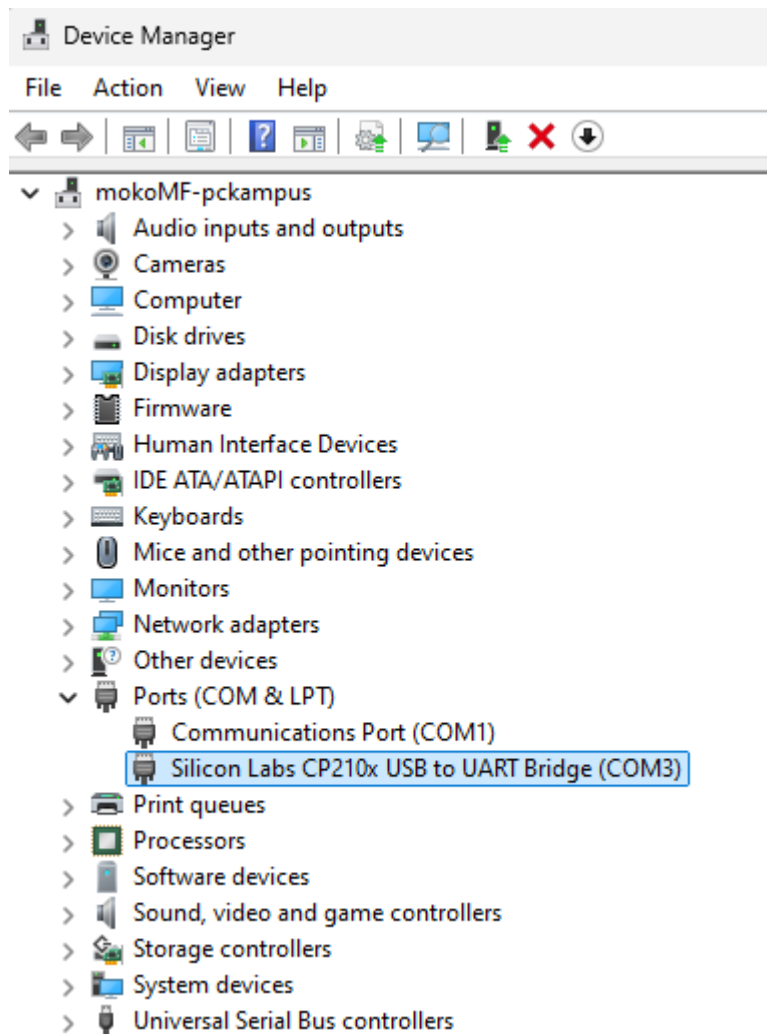 Device Manager
File Action View Help
mokoMF-pckampus
Audio inputs and outputs
Cameras
Computer
Disk drives
Display adapters
Firmware
Human Interface Devices
IDE ATA/ATAPI controllers
Keyboards
Mice and other pointing devices
Monitors
Network adapters
Other devices
Ports (COM & LPT)
Communications Port (COM1)
Silicon Labs CP210x USB to UART Bridge (COM3)
Print queues
Processors
Software devices
Sound, video and game controllers
Storage controllers
System devices
Universal Serial Bus controllers